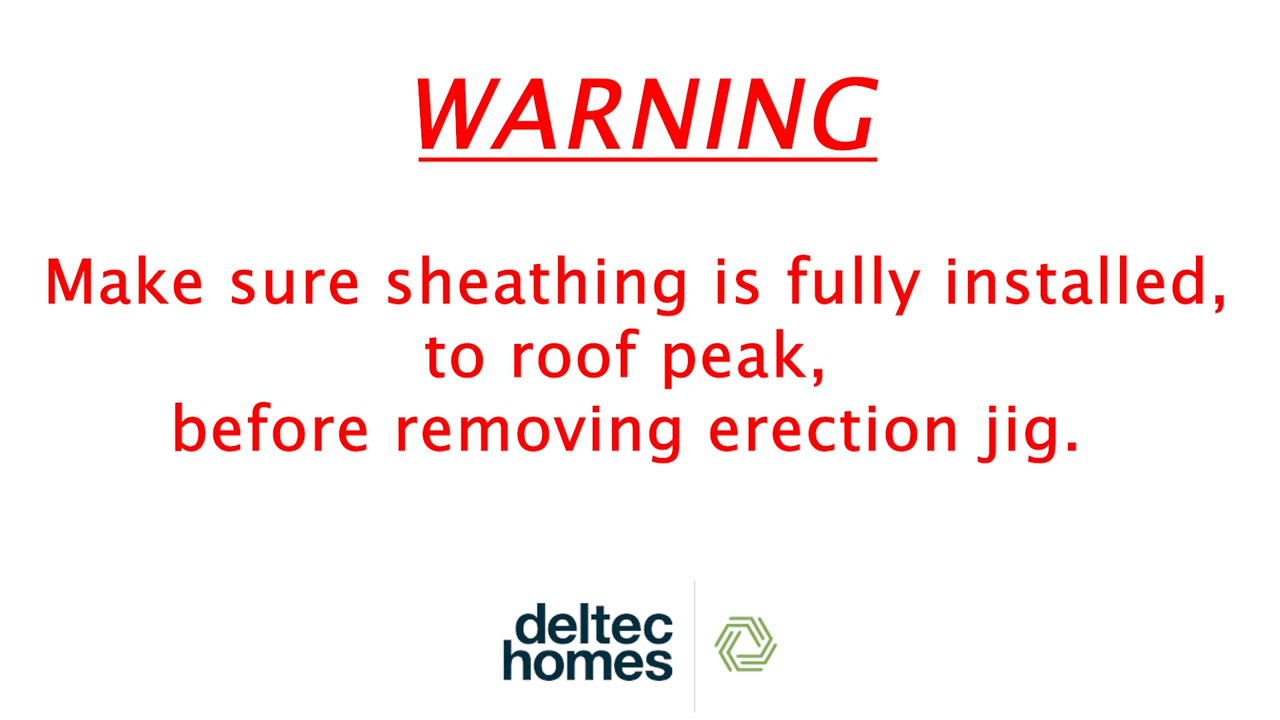 WARNING
Make sure sheathing is fully installed,
to roof peak,
before removing erection jig.
deltec
homes